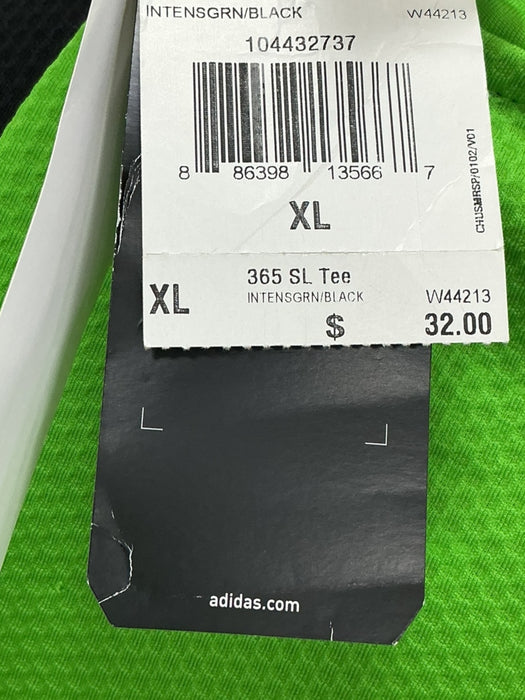 INTENSGRN/BLACK W44213
104432737
8 86398 13566 7
XL
CHUSMRSP/0102/V01
365 SL Tee
XL INTENSGRN/BLACK W44213
$ 32.00
adidas.com